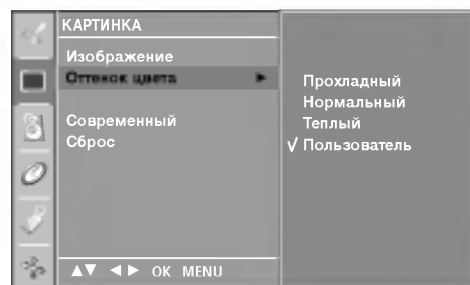 КАРТИНКА
Изображение
Оттенок цвета ►
Современный
Сброс
Прохладный
Нормальный
Теплый
√ Пользователь
▲▼ ◄► OK MENU